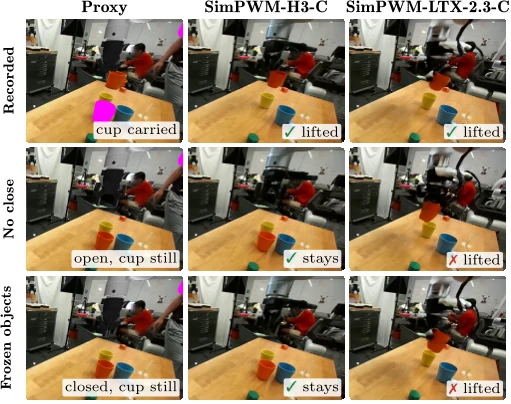 Proxy SimPWM-H3-C SimPWM-LTX-2.3-C
Recorded
cup carried
✓ lifted
✓ lifted
No close
open, cup still
✓ stays
✗ lifted
Frozen objects
closed, cup still
✓ stays
✗ lifted